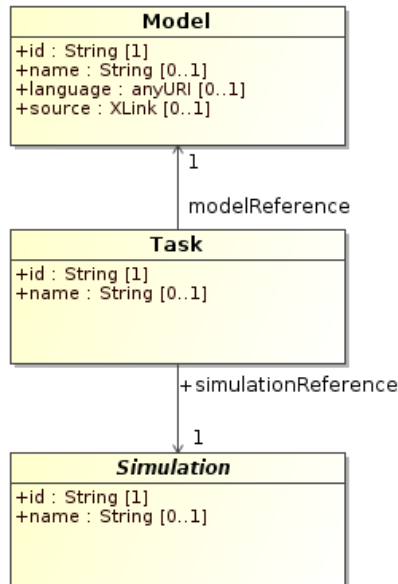 Model
+id : String [1]
+name : String [0..1]
+language : anyURI [0..1]
+source : XLink [0..1]
1
modelReference
Task
+id : String [1]
+name : String [0..1]
+simulationReference
1
Simulation
+id : String [1]
+name : String [0..1]